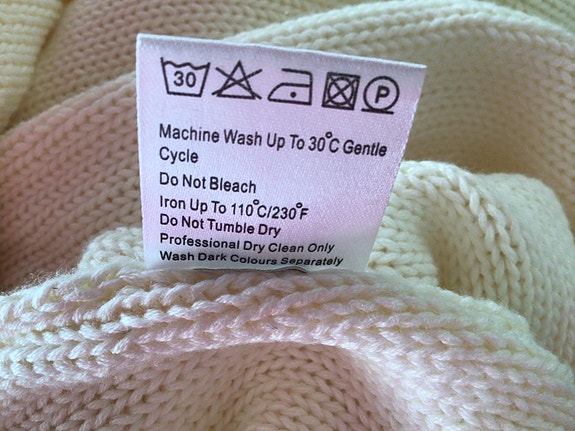 30 P
Machine Wash Up To 30°C Gentle
Cycle
Do Not Bleach
Iron Up To 110°C/230°F
Do Not Tumble Dry
Professional Dry Clean Only
Wash Dark Colours Separately